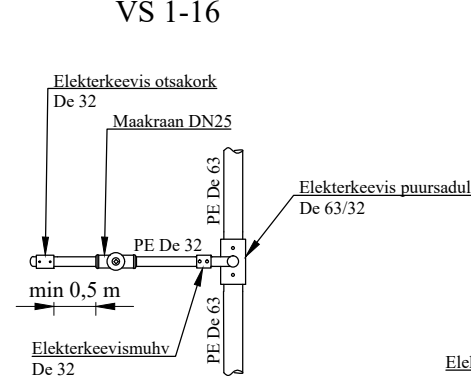 VS 1-16
Elekterkeevis otsakork
De 32
Maakraan DN25
PE De 63
Elekterkeevis puursadul
De 63/32
PE De 32
min 0,5 m
PE De 63
Elekterkeevismuhv
De 32
Elel